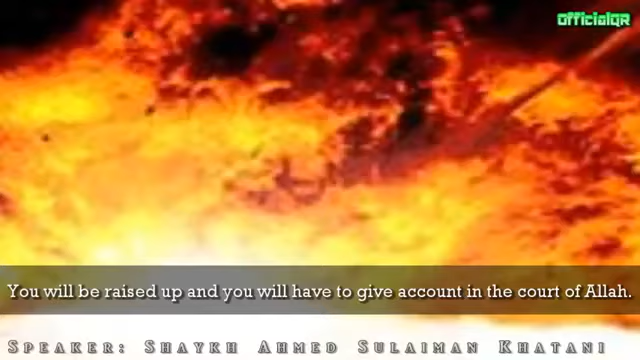 OfficialQR
You will be raised up and you will have to give account in the court of Allah.
Speaker: Shaykh Ahmed Sulaiman Khatani